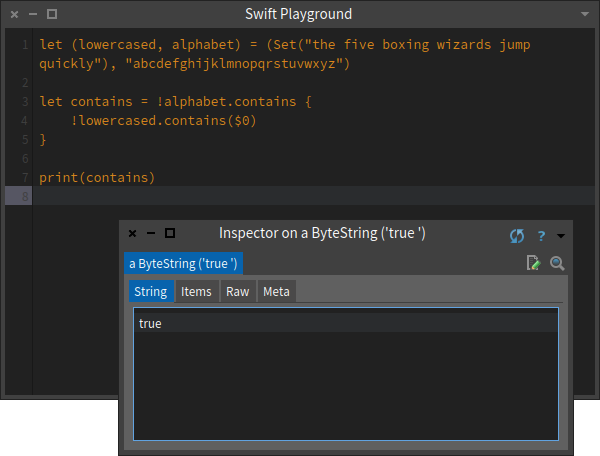 Swift Playground
1 let (lowercased, alphabet) = (Set("the five boxing wizards jump
quickly"), "abcdefghijklmnopqrstuvwxyz")
2
3 let contains = !alphabet.contains {
4     !lowercased.contains($0)
5 }
6
7 print(contains)
8
Inspector on a ByteString ('true ')
?
a ByteString ('true ')
String Items Raw Meta
true